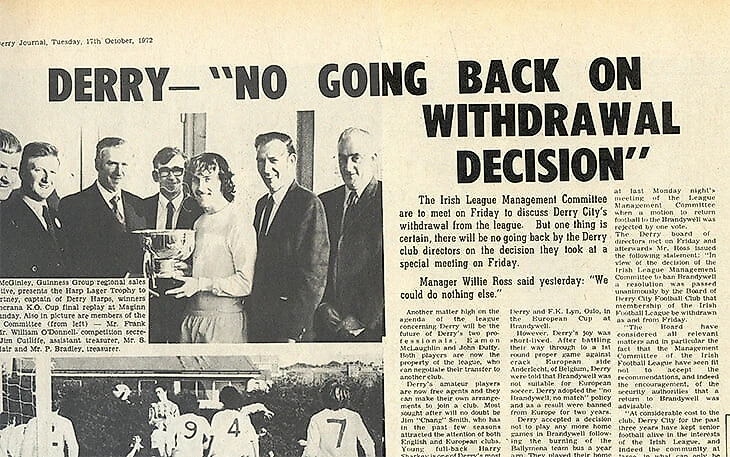 erry Journal, Tuesday, 17th October, 1972
DERRY—"NO GOING BACK ON
WITHDRAWAL
DECISION"
The Irish League Management Committee
are to meet on Friday to discuss Derry City's
withdrawal from the league. But one thing is
certain, there will be no going back by the Derry
club directors on the decision they took at a
special meeting on Friday.
Manager Willie Ross said yesterday: "We
could do nothing else."
McGinley, Guinness Group regional sales
tive, presents the Harp Lager Trophy to
rtney, captain of Derry Harps, winners
ncrana K.O. Cup final replay at Maginn
nday. Also in picture are members of the
Committee (from left) — Mr. Frank
Mr. William O'Donnell, competition secre-
Jim Cutliffe, assistant treasurer, Mr. S.
lair and Mr. P. Bradley, treasurer.
9
4
7
Another matter high on the
agenda of the league
concerning Derry will be the
future of Derry's two pro-
fessionals, Eamon
McLaughlin and John Duffy.
Both players are now the
property of the league, who
can negotiate their transfer to
another club.
Derry's amateur players
are now free agents and they
can make their own arrange-
ments to join a club. Most
sought after will no doubt be
Jim "Chang" Smith, who has
in the past few seasons
attracted the attention of both
English and European clubs.
Young full-back Harry
Derry and F.K. Lyn, Oslo, in
the European Cup at
Brandywell.
However, Derry's joy was
short-lived. After battling
their way through to a 1st
round proper game against
crack European side
Anderlecht, of Belgium, Derry
were told that Brandywell was
not suitable for European
soccer. Derry adopted the "no
Brandywell, no match" policy
and as a result were banned
from Europe for two years.
Derry accepted a decision
not to play any more home
games in Brandywell follow-
ing the burning of the
Ballymena team bus a year
ago. They played their home
at last Monday night's
meeting of the League
Management Committee
when a motion to return
football to the Brandywell was
rejected by one vote.
The Derry board of
directors met on Friday and
afterwards Mr. Ross issued
the following statement: "In
view of the decision of the
Irish League Management
Committee to ban Brandywell
a resolution was passed
unanimously by the Board of
Derry City Football Club that
membership of the Irish
Football League be withdrawn
as and from Friday.
"The Board have
considered all relevant
matters and in particular the
fact that the Management
Committee of the Irish
Football League have seen fit
not to accept the
recommendations, and indeed
the encouragement, of the
security authorities that a
return to Brandywell was
advisable.
"At considerable cost to the
club, Derry City for the past
three years have kept senior
football alive in the interests
of the Irish League, and
indeed the community at